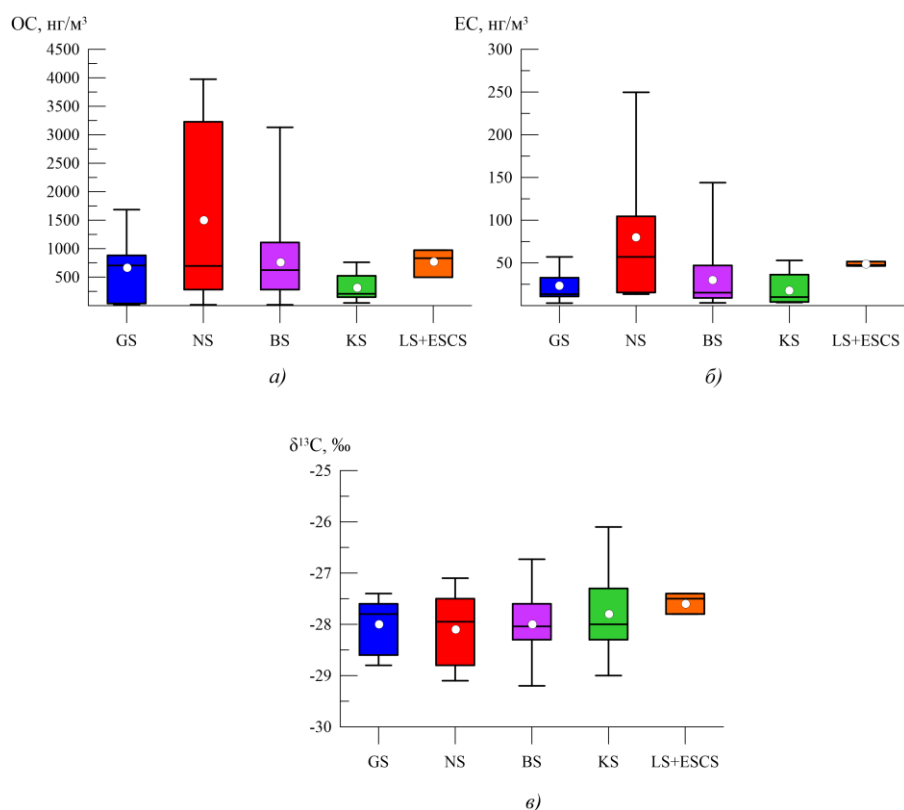 OC, нг/м³
4500
4000
3500
3000
2500
2000
1500
1000
500
GS NS BS KS LS+ESCS
а)
EC, нг/м³
300
250
200
150
100
50
GS NS BS KS LS+ESCS
б)
δ¹³C, ‰
-25
-26
-27
-28
-29
-30
GS NS BS KS LS+ESCS
в)